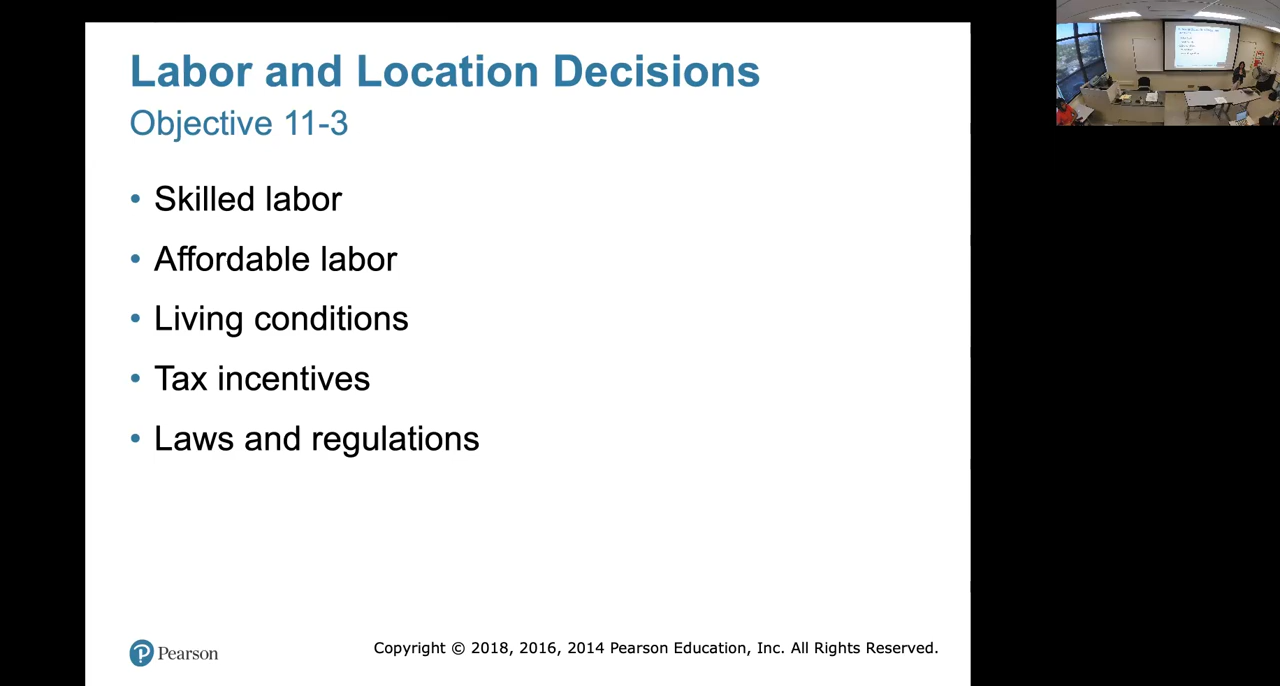 Labor and Location Decisions
Objective 11-3
• Skilled labor
• Affordable labor
• Living conditions
• Tax incentives
• Laws and regulations
Pearson
Copyright © 2018, 2016, 2014 Pearson Education, Inc. All Rights Reserved.